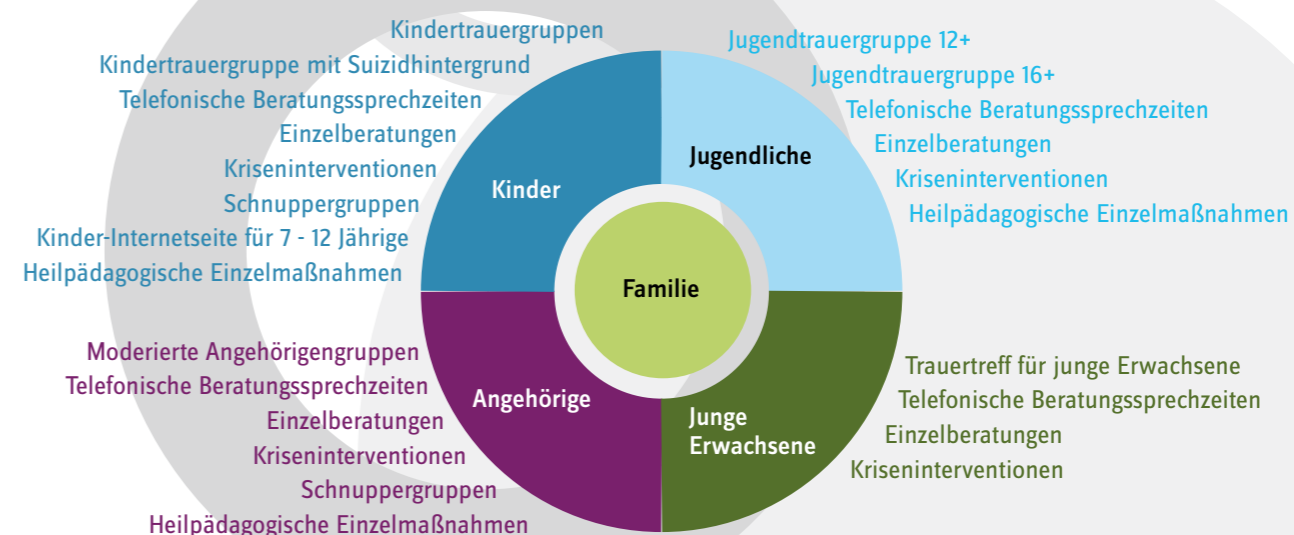 Kindertrauergruppen
Kindertrauergruppe mit Suizidhintergrund
Telefonische Beratungssprechzeiten
Einzelberatungen
Kriseninterventionen
Schnuppergruppen
Kinder-Internetseite für 7 - 12 Jährige
Heilpädagogische Einzelmaßnahmen
Kinder
Jugendtrauergruppe 12+
Jugendtrauergruppe 16+
Telefonische Beratungssprechzeiten
Einzelberatungen
Kriseninterventionen
Heilpädagogische Einzelmaßnahmen
Jugendliche
Familie
Moderierte Angehörigengruppen
Telefonische Beratungssprechzeiten
Einzelberatungen
Kriseninterventionen
Schnuppergruppen
Heilpädagogische Einzelmaßnahmen
Angehörige
Junge
Erwachsene
Trauertreff für junge Erwachsene
Telefonische Beratungssprechzeiten
Einzelberatungen
Kriseninterventionen